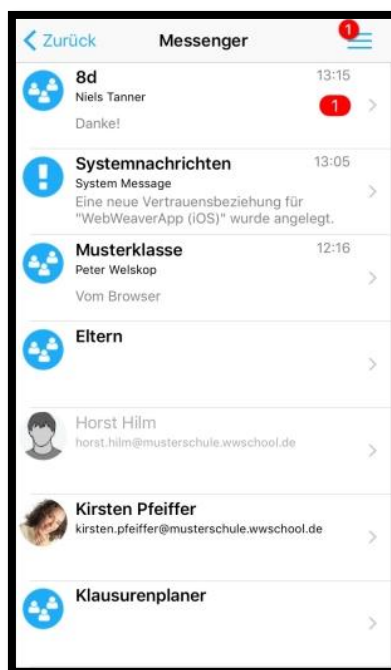 1
Zurück Messenger
8d 13:15
Niels Tanner
1
Danke!
Systemnachrichten 13:05
System Message
Eine neue Vertrauensbeziehung für
"WebWeaverApp (iOS)" wurde angelegt.
Musterklasse 12:16
Peter Welskop
Vom Browser
Eltern
Horst Hilm
horst.hilm@musterschule.wwschool.de
Kirsten Pfeiffer
kirsten.pfeiffer@musterschule.wwschool.de
Klausurenplaner